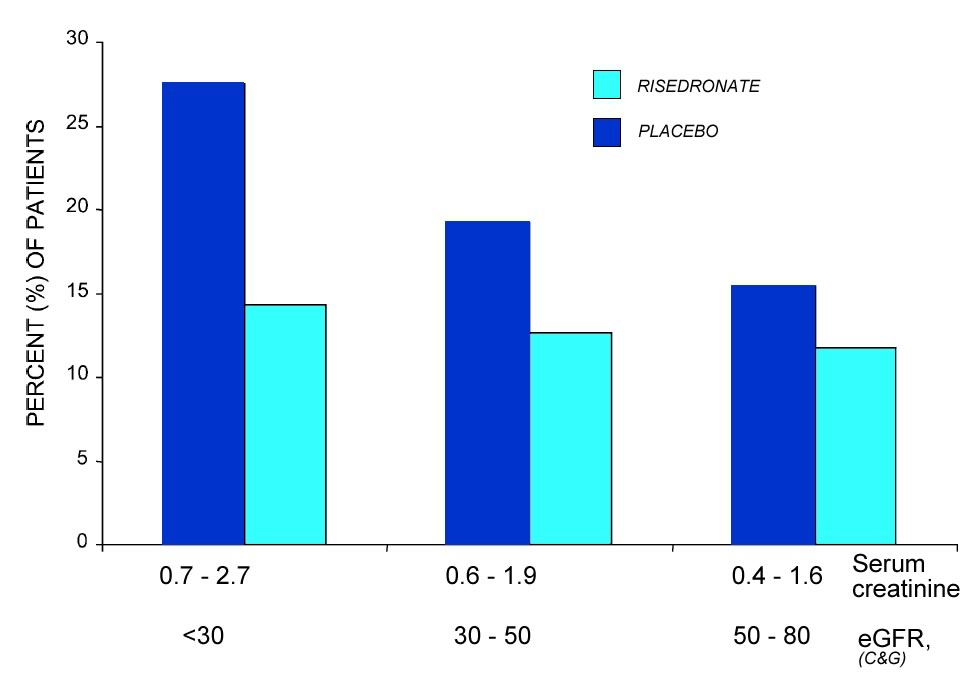 30
25
20
15
10
5
0
PERCENT (%) OF PATIENTS
RISEDRONATE
PLACEBO
0.7 - 2.7 0.6 - 1.9 0.4 - 1.6 Serum
creatinine
<30 30 - 50 50 - 80 eGFR,
(C&G)